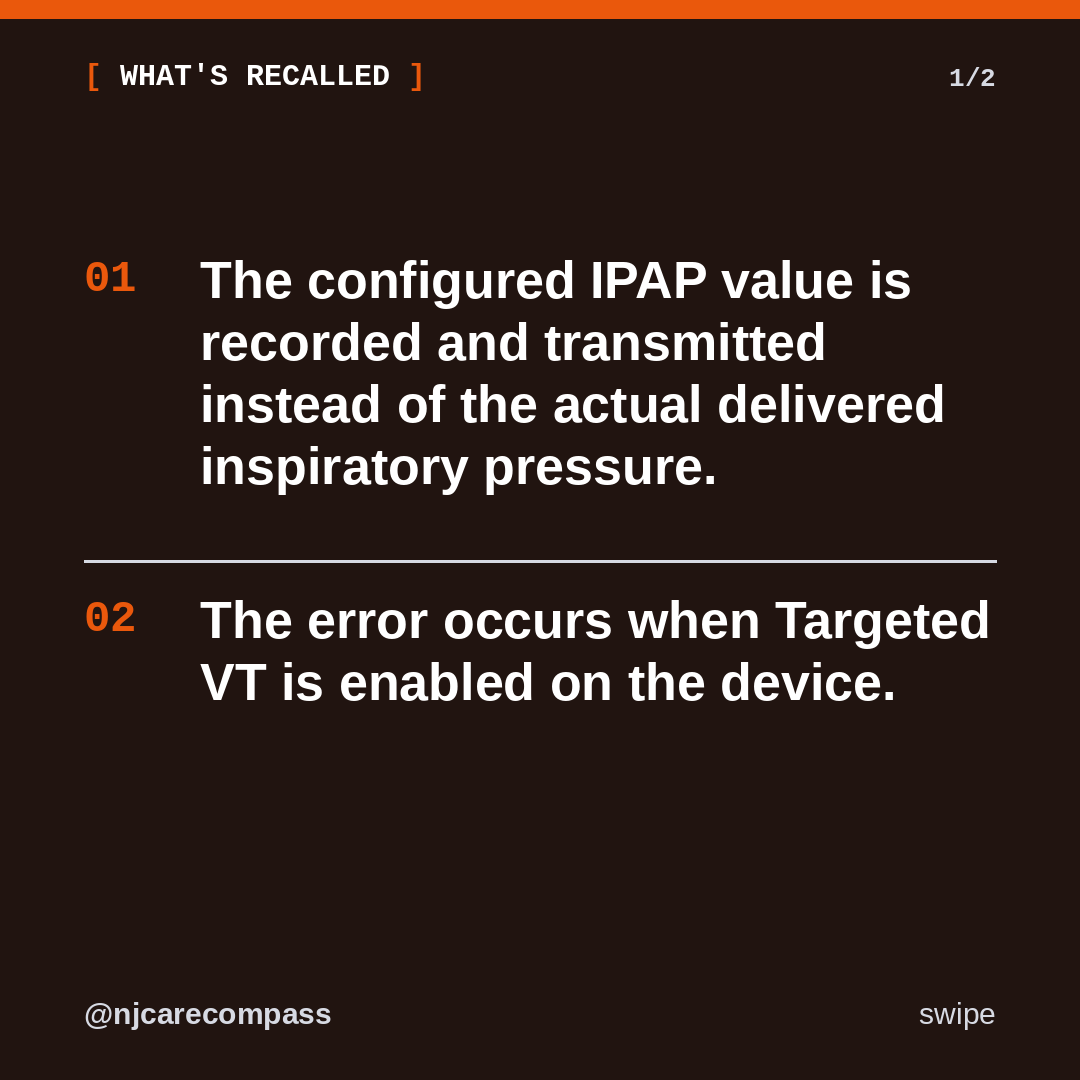 [ WHAT'S RECALLED ]
1/2
01
The configured IPAP value is
recorded and transmitted
instead of the actual delivered
inspiratory pressure.
02
The error occurs when Targeted
VT is enabled on the device.
@njcarecompass
swipe